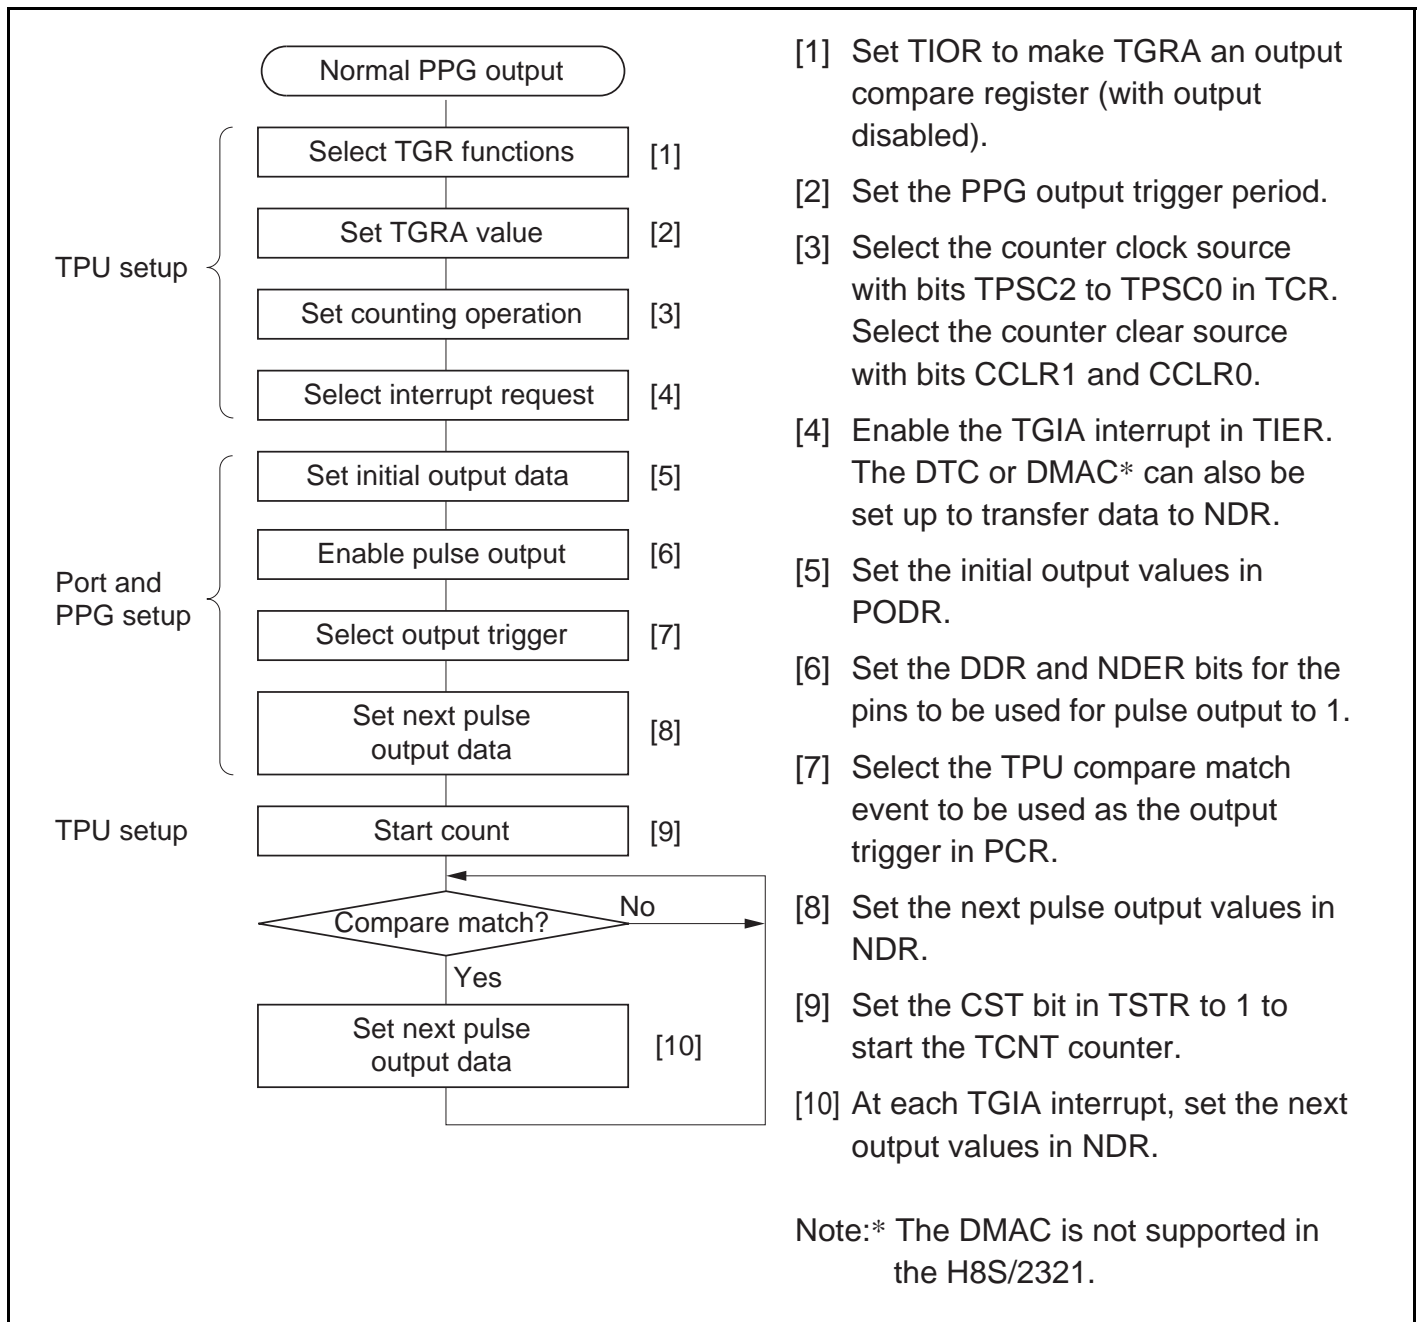 Normal PPG output
TPU setup
Select TGR functions [1]
Set TGRA value [2]
Set counting operation [3]
Select interrupt request [4]
Port and
PPG setup
Set initial output data [5]
Enable pulse output [6]
Select output trigger [7]
Set next pulse
output data
[8]
TPU setup
Start count [9]
Compare match?
No
Yes
Set next pulse
output data
[10]
[1] Set TIOR to make TGRA an output
compare register (with output
disabled).
[2] Set the PPG output trigger period.
[3] Select the counter clock source
with bits TPSC2 to TPSC0 in TCR.
Select the counter clear source
with bits CCLR1 and CCLR0.
[4] Enable the TGIA interrupt in TIER.
The DTC or DMAC* can also be
set up to transfer data to NDR.
[5] Set the initial output values in
PODR.
[6] Set the DDR and NDER bits for the
pins to be used for pulse output to 1.
[7] Select the TPU compare match
event to be used as the output
trigger in PCR.
[8] Set the next pulse output values in
NDR.
[9] Set the CST bit in TSTR to 1 to
start the TCNT counter.
[10] At each TGIA interrupt, set the next
output values in NDR.
Note:* The DMAC is not supported in
the H8S/2321.